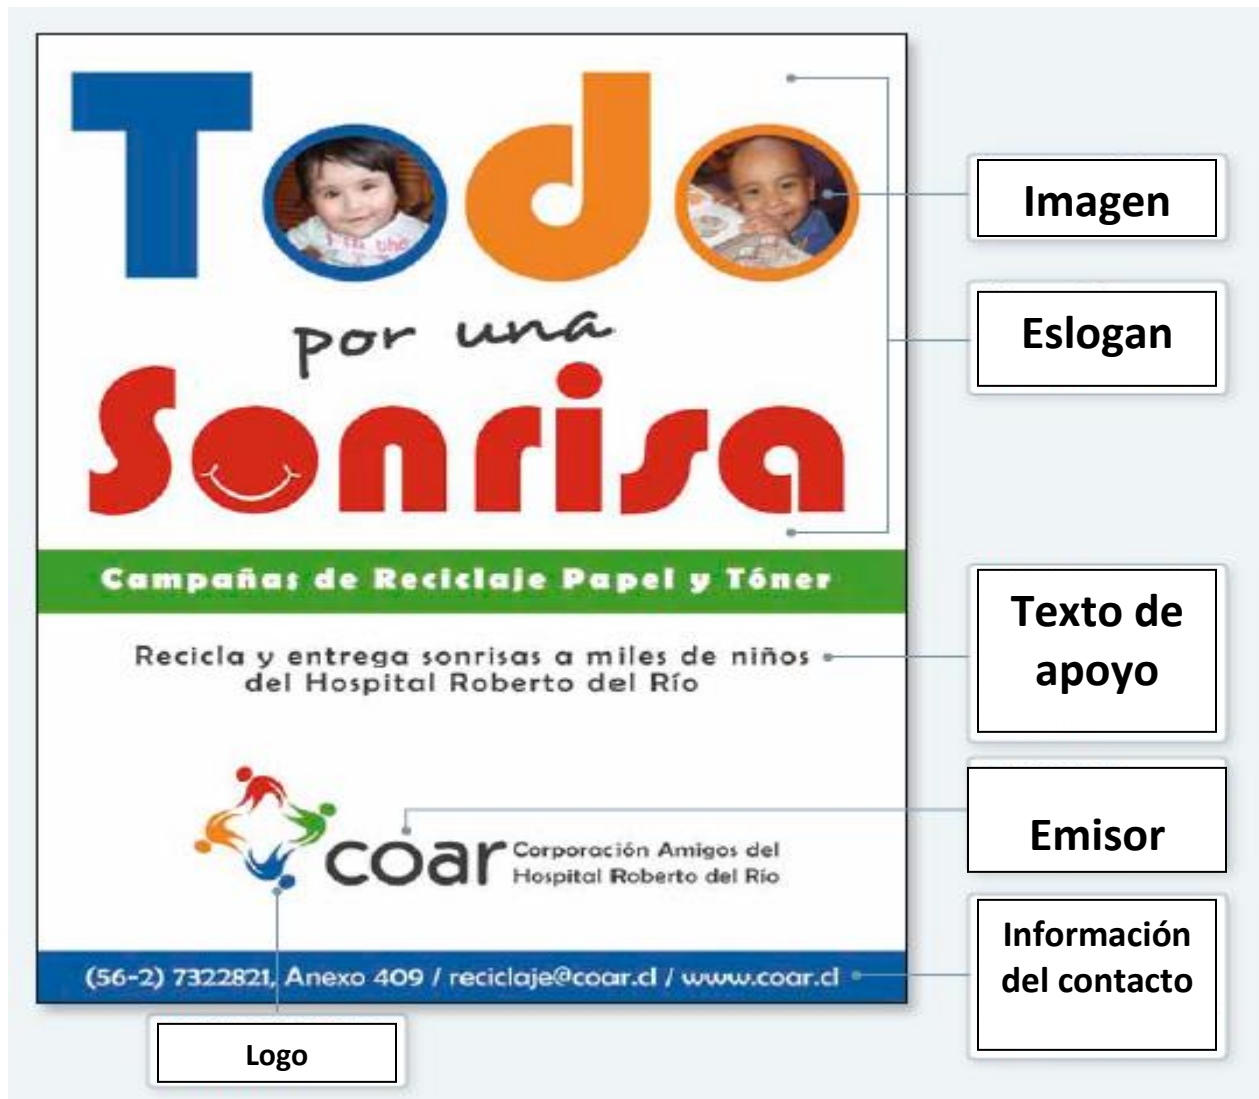 Todo
por una
Sonrisa
Campañas de Reciclaje Papel y Tóner
Recicla y entrega sonrisas a miles de niños
del Hospital Roberto del Río
coar Corporación Amigos del
Hospital Roberto del Río
(56-2) 7322821, Anexo 409 / reciclaje@coar.cl / www.coar.cl
Imagen
Eslogan
Texto de
apoyo
Emisor
Información
del contacto
Logo